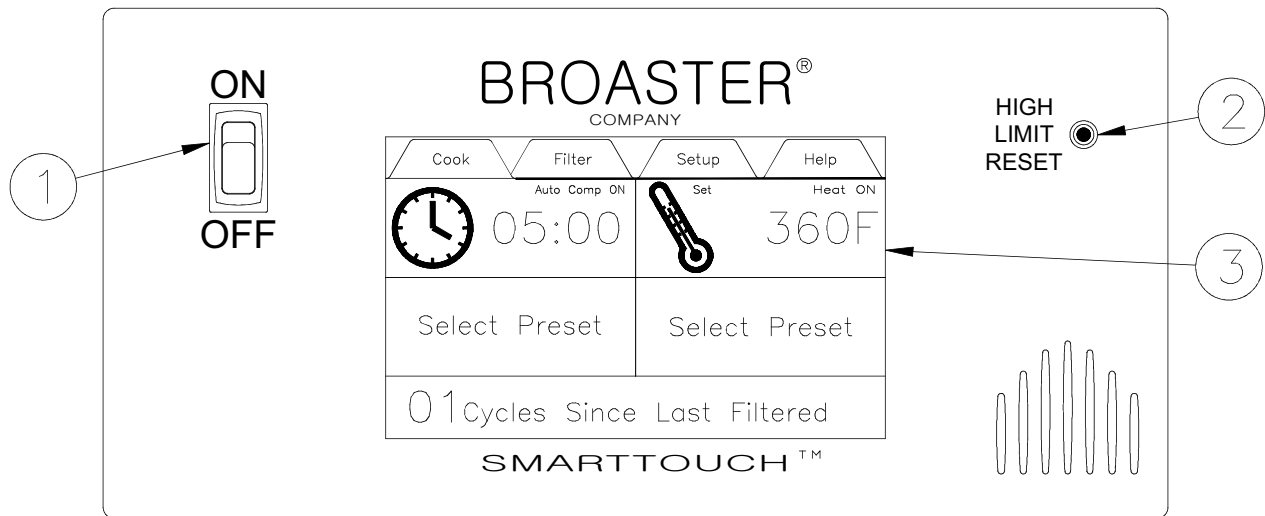 ON
OFF
1
BROASTER®
COMPANY
HIGH
LIMIT
RESET
2
Cook Filter Setup Help
Auto Comp ON
05:00
Set Heat ON
360F
3
Select Preset Select Preset
01 Cycles Since Last Filtered
SMARTTOUCH™